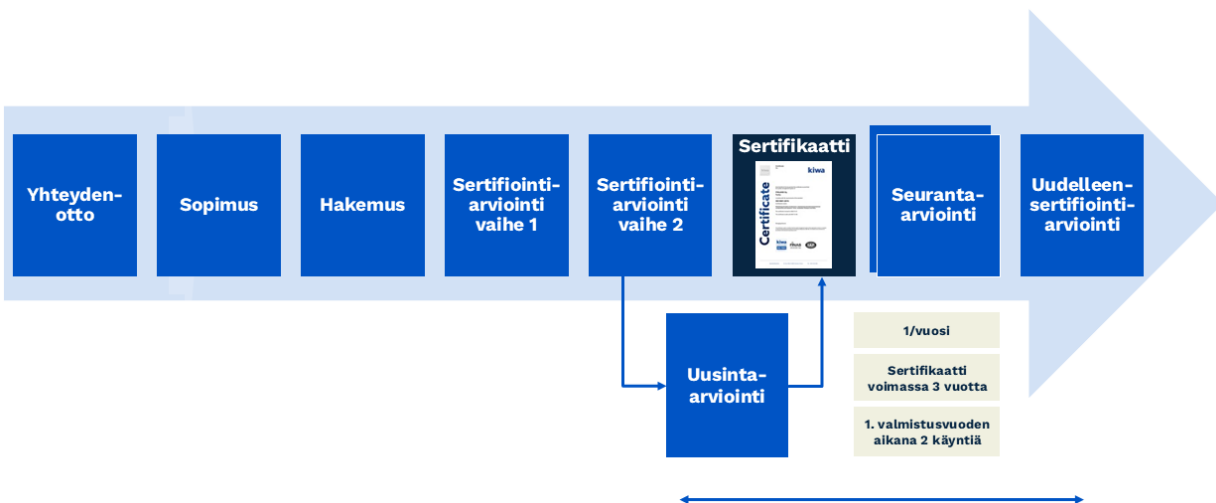 Yhteyden-
otto
Sopimus
Hakemus
Sertifiointi-
arviointi
vaihe 1
Sertifiointi-
arviointi
vaihe 2
Sertifikaatti
kiwa
Certificate
kiwa
Seuranta-
arviointi
Uudelleen-
sertifiointi-
arviointi
Uusinta-
arviointi
1/vuosi
Sertifikaatti
voimassa 3 vuotta
1. valmistusvuoden
aikana 2 käyntiä